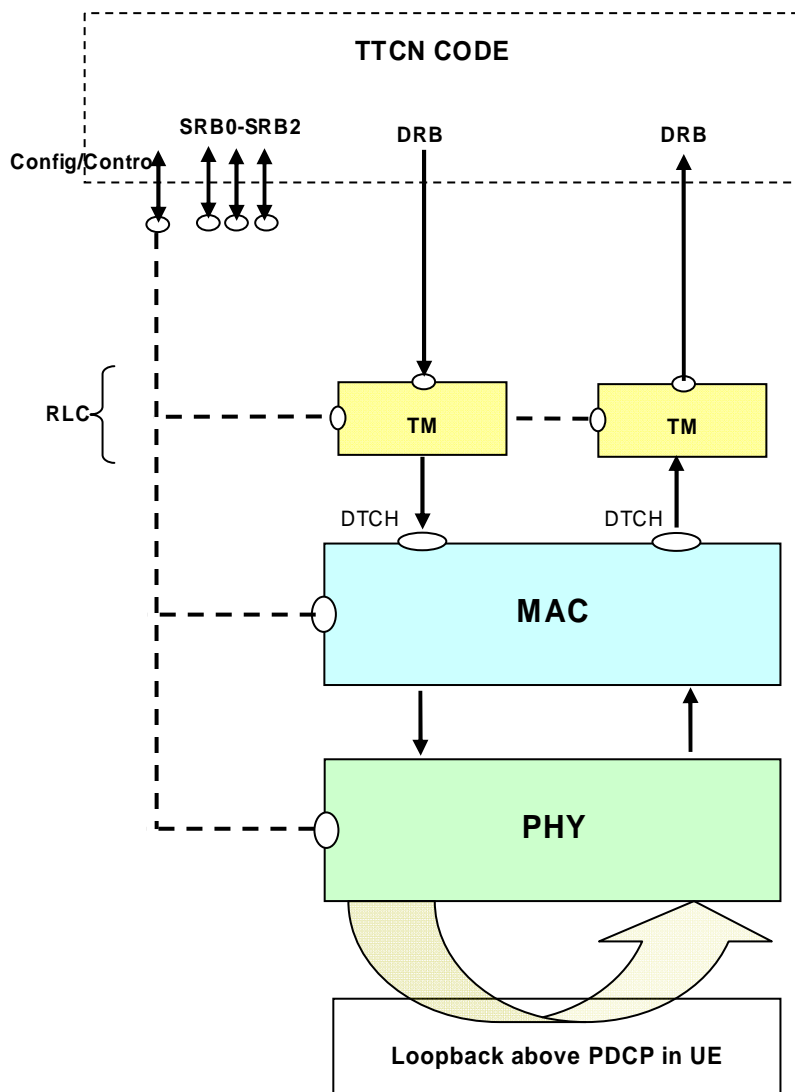 TTCN CODE
SRB0-SRB2
DRB
DRB
Config/Contro
RLC
TM
TM
DTCH
DTCH
MAC
PHY
Loopback above PDCP in UE